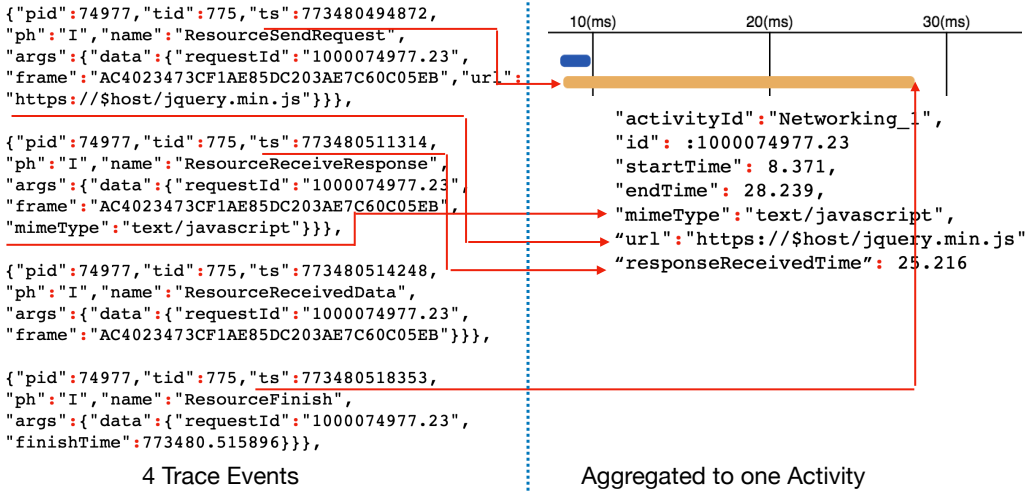 {"pid":74977,"tid":775,"ts":773480494872,
"ph":"I","name":"ResourceSendRequest",
"args":{"data":{"requestId":"1000074977.23",
"frame":"AC4023473CF1AE85DC203AE7C60C05EB","url":
"https://$host/jquery.min.js"}}},
{"pid":74977,"tid":775,"ts":773480511314,
"ph":"I","name":"ResourceReceiveResponse",
"args":{"data":{"requestId":"1000074977.23",
"frame":"AC4023473CF1AE85DC203AE7C60C05EB",
"mimeType":"text/javascript"}}},
{"pid":74977,"tid":775,"ts":773480514248,
"ph":"I","name":"ResourceReceivedData",
"args":{"data":{"requestId":"1000074977.23",
"frame":"AC4023473CF1AE85DC203AE7C60C05EB"}}},
{"pid":74977,"tid":775,"ts":773480518353,
"ph":"I","name":"ResourceFinish",
"args":{"data":{"requestId":"1000074977.23",
"finishTime":773480.515896}}},
4 Trace Events
10(ms) 20(ms) 30(ms)
"activityId":"Networking_1",
"id": :1000074977.23
"startTime": 8.371,
"endTime": 28.239,
"mimeType":"text/javascript",
“url":"https://$host/jquery.min.js"
“responseReceivedTime”: 25.216
Aggregated to one Activity